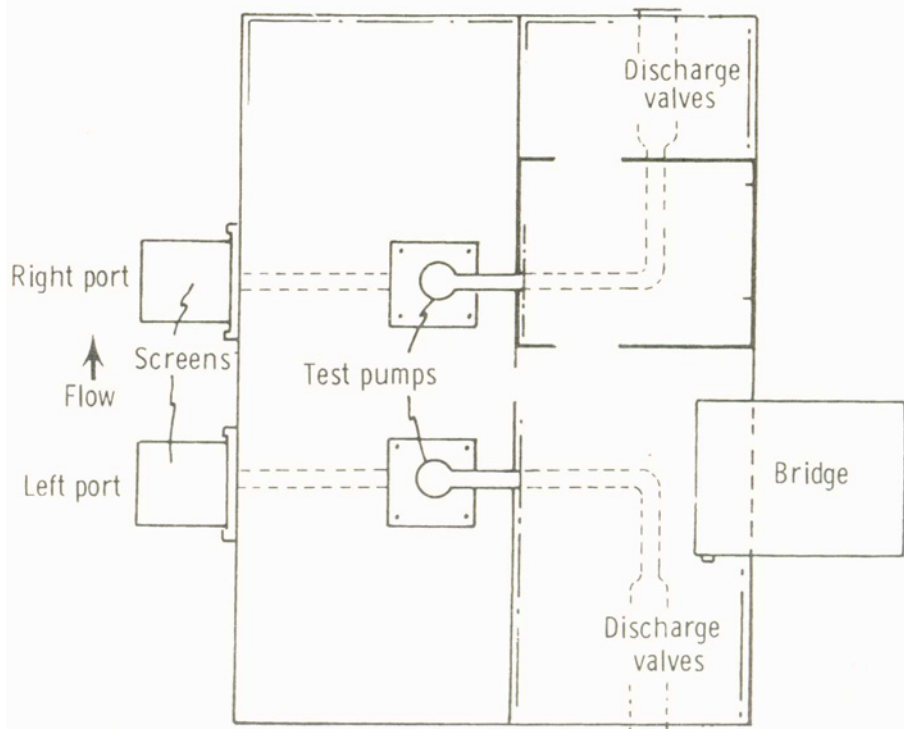 Discharge
valves
Right port
Screens
Flow
Test pumps
Left port
Bridge
Discharge
valves